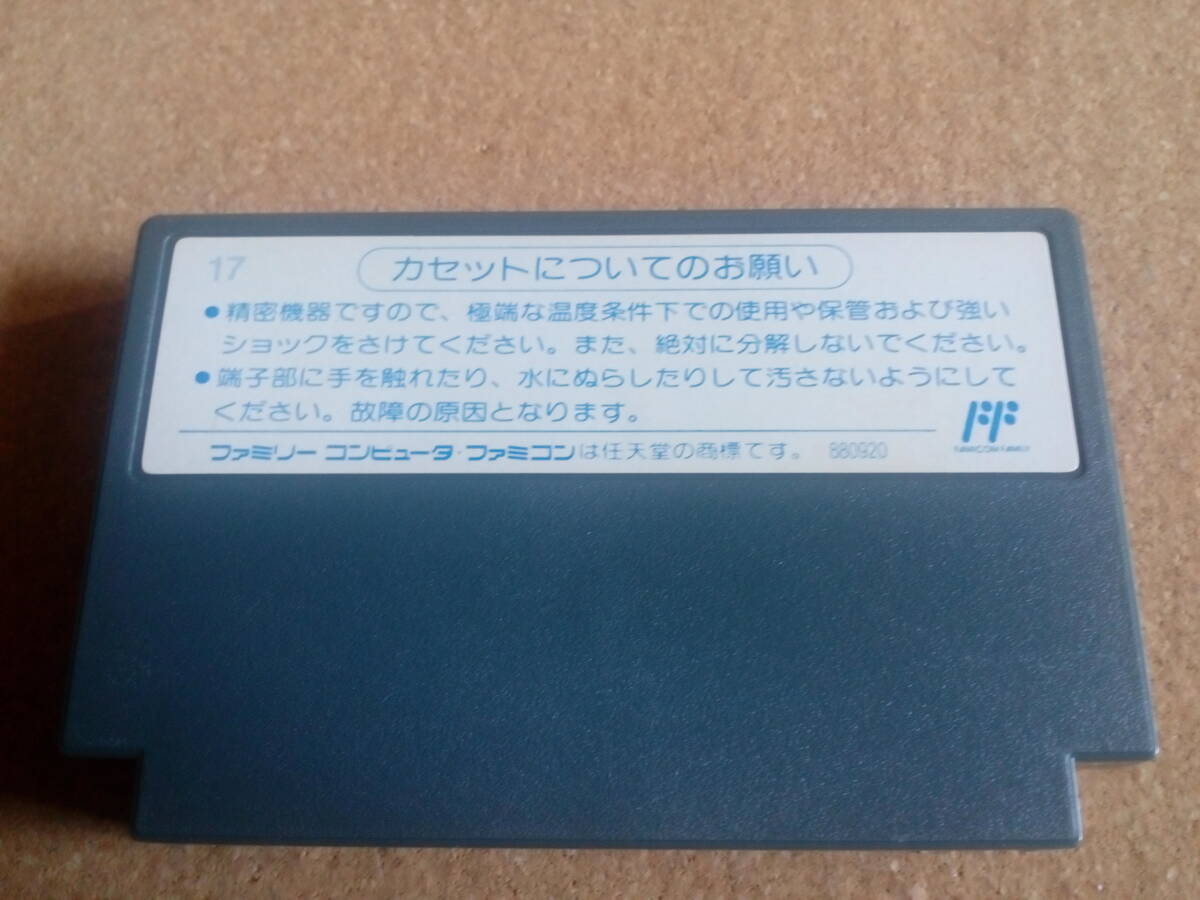 17
カセットについてのお願い
●精密機器ですので、極端な温度条件下での使用や保管および強い
ショックをさけてください。また、絶対に分解しないでください。
●端子部に手を触れたり、水にぬらしたりして汚さないようにして
ください。故障の原因となります。
ファミリー コンピュータ・ファミコンは任天堂の商標です。 880920
FAMICOM FAMILY